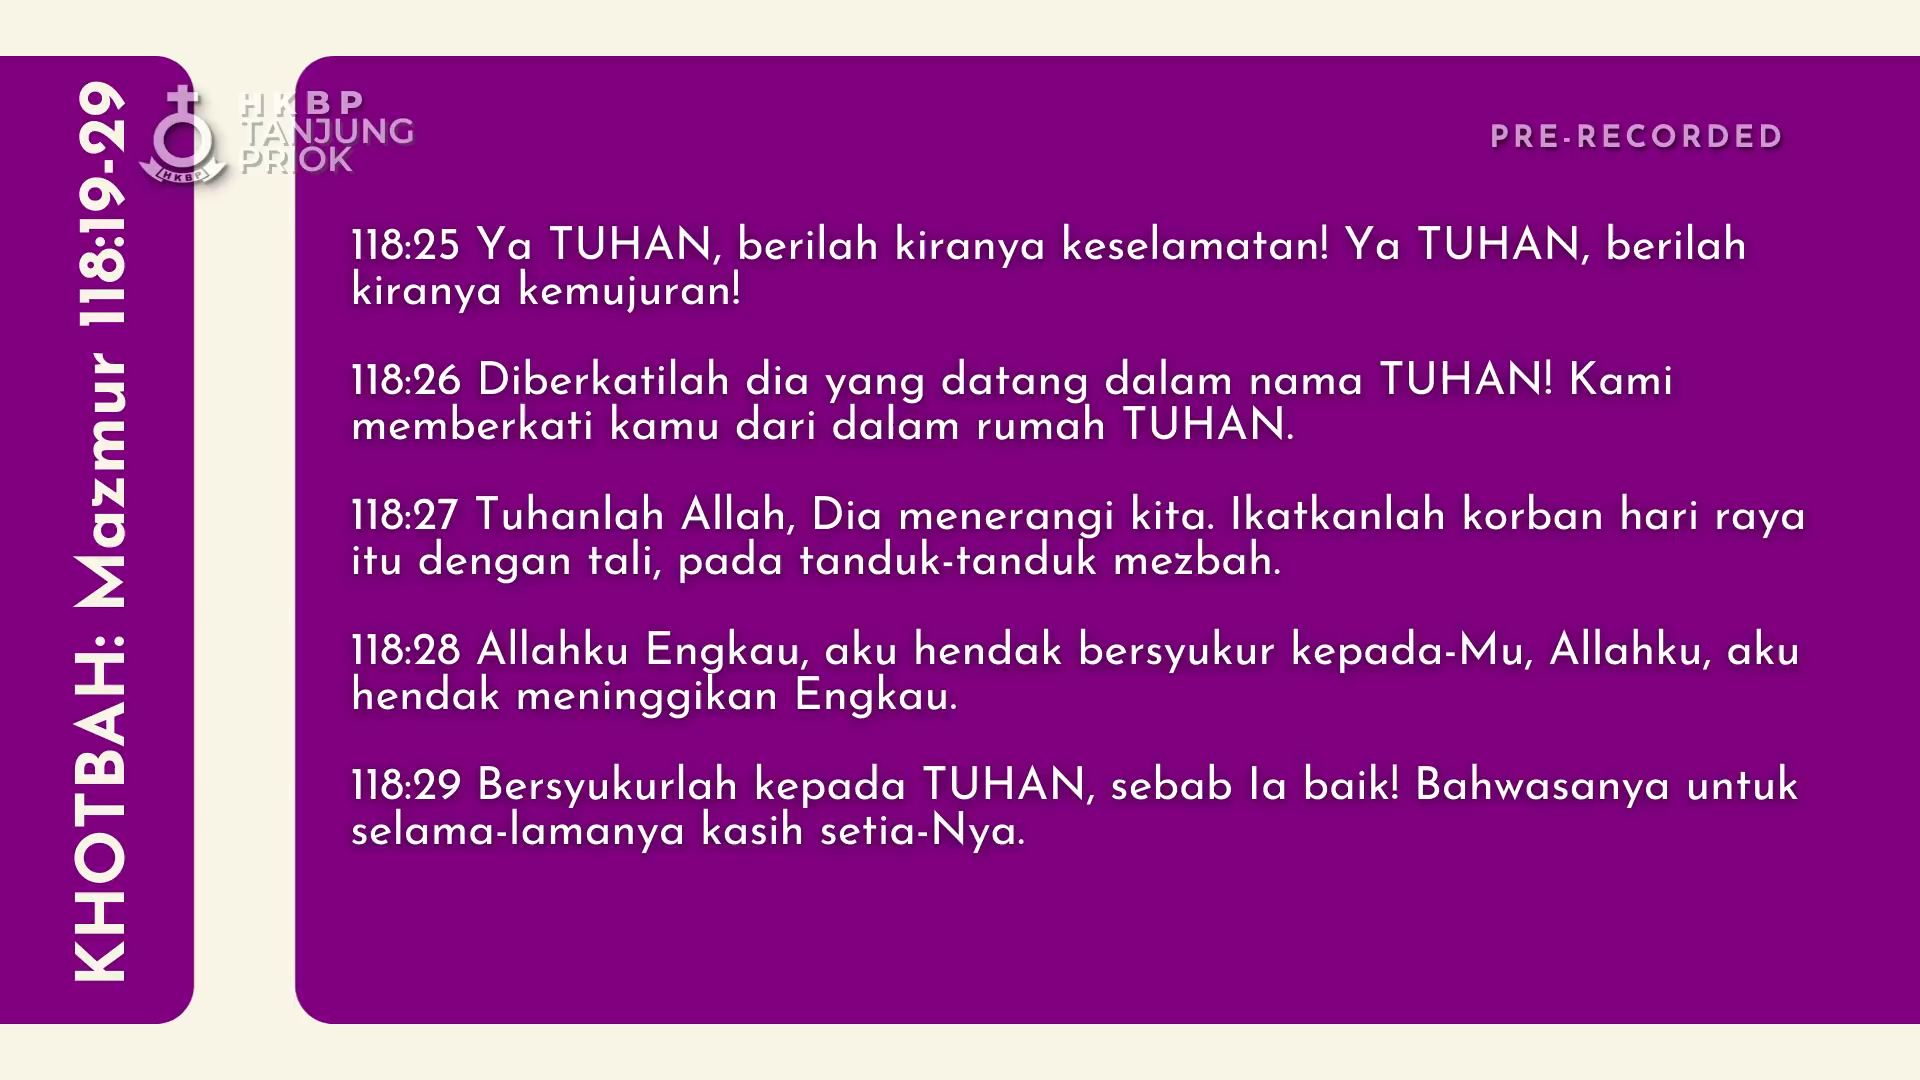 KHOTBAH: Mazmur 118:19-29
HKBP
HKBP
TANJUNG
PRIOK
PRE-RECORDED
118:25 Ya TUHAN, berilah kiranya keselamatan! Ya TUHAN, berilah
kiranya kemujuran!
118:26 Diberkatilah dia yang datang dalam nama TUHAN! Kami
memberkati kamu dari dalam rumah TUHAN.
118:27 Tuhanlah Allah, Dia menerangi kita. Ikatkanlah korban hari raya
itu dengan tali, pada tanduk-tanduk mezbah.
118:28 Allahku Engkau, aku hendak bersyukur kepada-Mu, Allahku, aku
hendak meninggikan Engkau.
118:29 Bersyukurlah kepada TUHAN, sebab Ia baik! Bahwasanya untuk
selama-lamanya kasih setia-Nya.